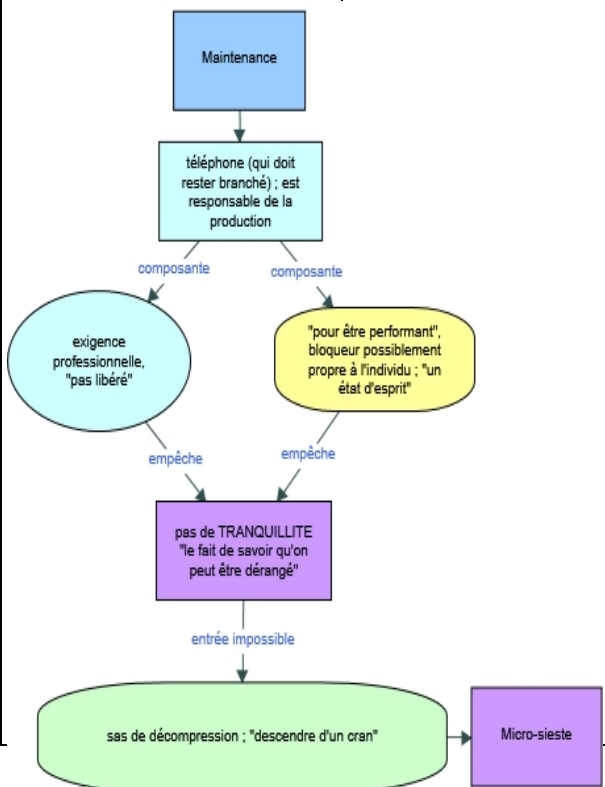 Maintenance
téléphone (qui doit
rester branché) ; est
responsable de la
production
composante
composante
exigence
professionnelle,
"pas libéré"
"pour être performant",
bloqueur possiblement
propre à l'individu ; "un
état d'esprit"
empêche
empêche
pas de TRANQUILLITE
"le fait de savoir qu'on
peut être dérangé"
entrée impossible
sas de décompression ; "descendre d'un cran"
Micro-sieste